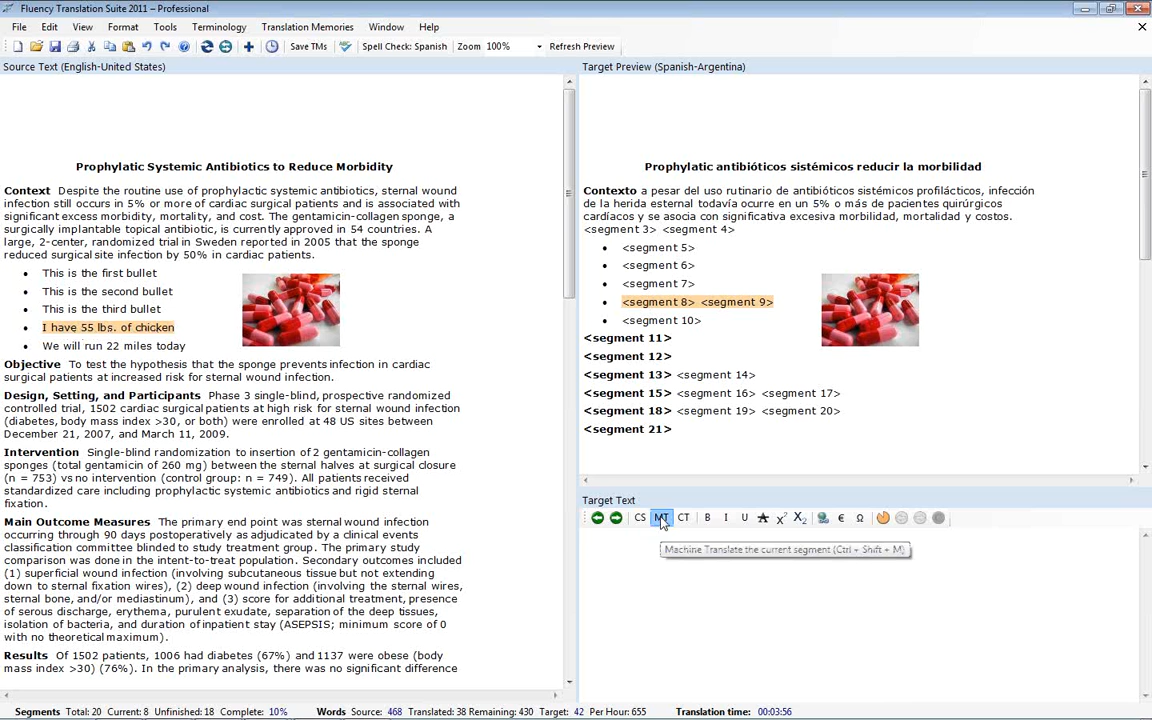 Fluency Translation Suite 2011 – Professional
File Edit View Format Tools Terminology Translation Memories Window Help
Save TMs Spell Check: Spanish Zoom 100% Refresh Preview
Source Text (English-United States)
Prophylatic Systemic Antibiotics to Reduce Morbidity
Context Despite the routine use of prophylactic systemic antibiotics, sternal wound
infection still occurs in 5% or more of cardiac surgical patients and is associated with
significant excess morbidity, mortality, and cost. The gentamicin-collagen sponge, a
surgically implantable topical antibiotic, is currently approved in 54 countries. A
large, 2-center, randomized trial in Sweden reported in 2005 that the sponge
reduced surgical site infection by 50% in cardiac patients.
• This is the first bullet
• This is the second bullet
• This is the third bullet
• I have 55 lbs. of chicken
• We will run 22 miles today
Objective To test the hypothesis that the sponge prevents infection in cardiac
surgical patients at increased risk for sternal wound infection.
Design, Setting, and Participants Phase 3 single-blind, prospective randomized
controlled trial, 1502 cardiac surgical patients at high risk for sternal wound infection
(diabetes, body mass index >30, or both) were enrolled at 48 US sites between
December 21, 2007, and March 11, 2009.
Intervention Single-blind randomization to insertion of 2 gentamicin-collagen
sponges (total gentamicin of 260 mg) between the sternal halves at surgical closure
(n = 753) vs no intervention (control group: n = 749). All patients received
standardized care including prophylactic systemic antibiotics and rigid sternal
fixation.
Main Outcome Measures The primary end point was sternal wound infection
occurring through 90 days postoperatively as adjudicated by a clinical events
classification committee blinded to study treatment group. The primary study
comparison was done in the intent-to-treat population. Secondary outcomes included
(1) superficial wound infection (involving subcutaneous tissue but not extending
down to sternal fixation wires), (2) deep wound infection (involving the sternal wires,
sternal bone, and/or mediastinum), and (3) score for additional treatment, presence
of serous discharge, erythema, purulent exudate, separation of the deep tissues,
isolation of bacteria, and duration of inpatient stay (ASEPSIS; minimum score of 0
with no theoretical maximum).
Results Of 1502 patients, 1006 had diabetes (67%) and 1137 were obese (body
mass index >30) (76%). In the primary analysis, there was no significant difference
Target Preview (Spanish-Argentina)
Prophylatic antibióticos sistémicos reducir la morbilidad
Contexto a pesar del uso rutinario de antibióticos sistémicos profilácticos, infección
de la herida esternal todavía ocurre en un 5% o más de pacientes quirúrgicos
cardíacos y se asocia con significativa excesiva morbilidad, mortalidad y costos.
<segment 3> <segment 4>
• <segment 5>
• <segment 6>
• <segment 7>
• <segment 8> <segment 9>
• <segment 10>
<segment 11>
<segment 12>
<segment 13> <segment 14>
<segment 15> <segment 16> <segment 17>
<segment 18> <segment 19> <segment 20>
<segment 21>
Target Text
CS MT CT B I U A X² X₂ € Ω
Machine Translate the current segment (Ctrl + Shift + M)
Segments Total: 20 Current: 8 Unfinished: 18 Complete: 10% Words Source: 468 Translated: 38 Remaining: 430 Target: 42 Per Hour: 655 Translation time: 00:03:56